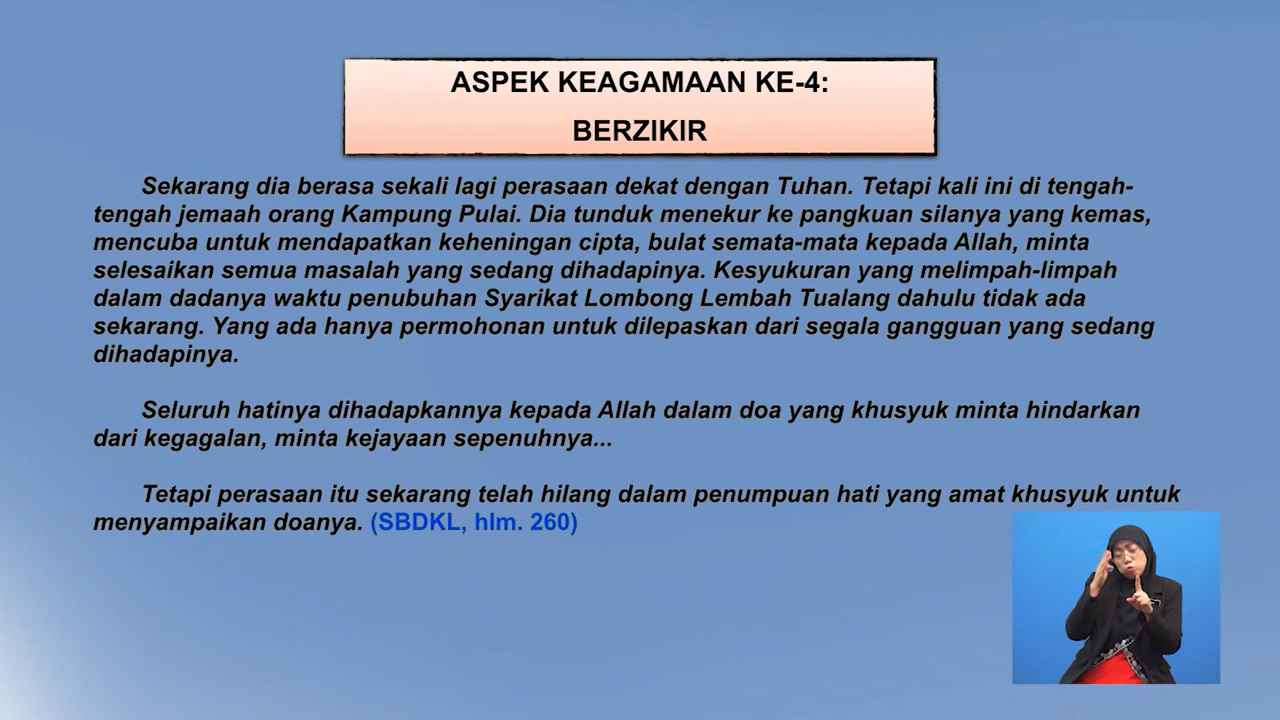 ASPEK KEAGAMAAN KE-4:
BERZIKIR
Sekarang dia berasa sekali lagi perasaan dekat dengan Tuhan. Tetapi kali ini di tengah-
tengah jemaah orang Kampung Pulai. Dia tunduk menekur ke pangkuan silanya yang kemas,
mencuba untuk mendapatkan keheningan cipta, bulat semata-mata kepada Allah, minta
selesaikan semua masalah yang sedang dihadapinya. Kesyukuran yang melimpah-limpah
dalam dadanya waktu penubuhan Syarikat Lombong Lembah Tualang dahulu tidak ada
sekarang. Yang ada hanya permohonan untuk dilepaskan dari segala gangguan yang sedang
dihadapinya.
Seluruh hatinya dihadapkannya kepada Allah dalam doa yang khusyuk minta hindarkan
dari kegagalan, minta kejayaan sepenuhnya...
Tetapi perasaan itu sekarang telah hilang dalam penumpuan hati yang amat khusyuk untuk
menyampaikan doanya. (SBDKL, hlm. 260)